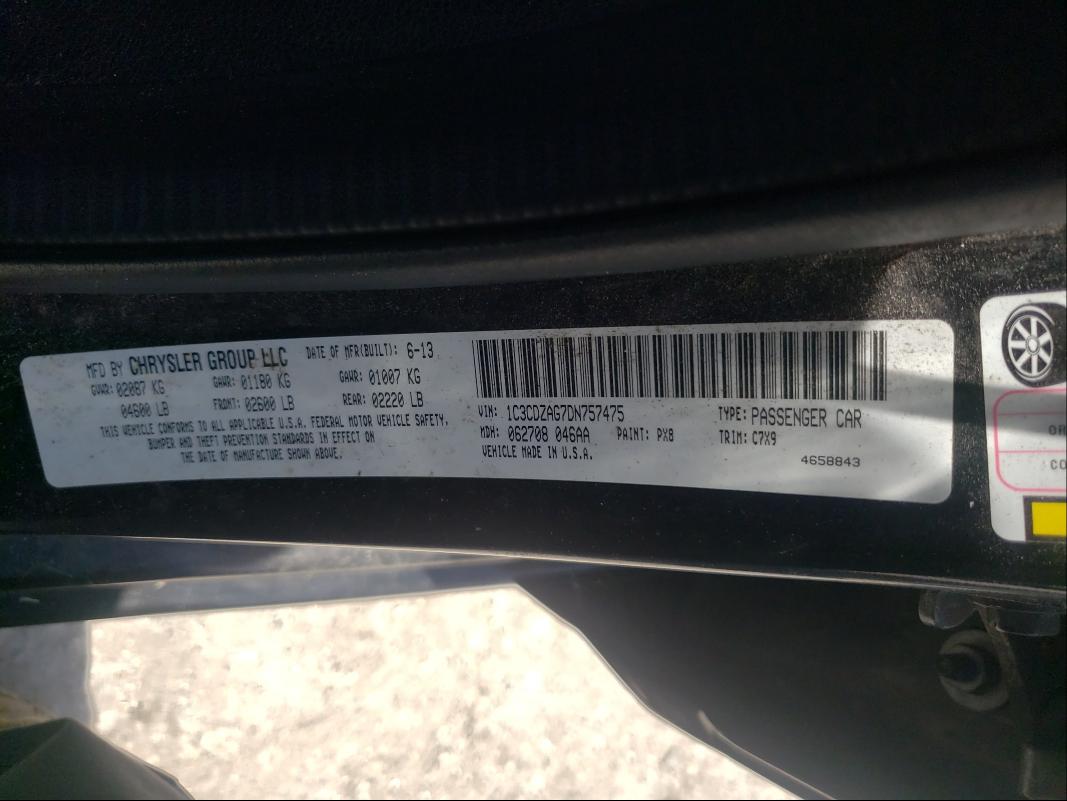 MFD BY CHRYSLER GROUP LLC DATE OF MFR(BUILT): 6-13
GVWR: 02087 KG GAWR: 01180 KG GAWR: 01007 KG
04600 LB FRONT: 02600 LB REAR: 02220 LB
THIS VEHICLE CONFORMS TO ALL APPLICABLE U.S.A. FEDERAL MOTOR VEHICLE SAFETY,
BUMPER AND THEFT PREVENTION STANDARDS IN EFFECT ON
THE DATE OF MANUFACTURE SHOWN ABOVE.
VIN: 1C3CDZAG7DN757475 TYPE: PASSENGER CAR
MDH: 062708 046AA PAINT: PX8 TRIM: C7X9
VEHICLE MADE IN U.S.A. 4658843
OR
CO